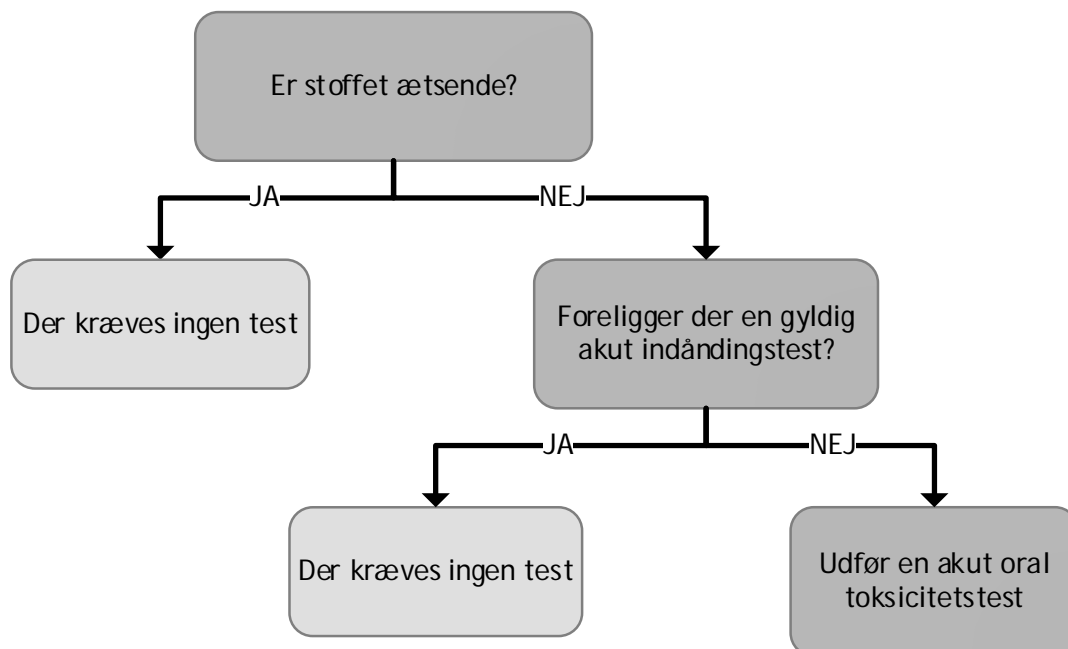 Er stoffet ætsende?
JA
NEJ
Der kræves ingen test
Foreligger der en gyldig
akut indåndingstest?
JA
NEJ
Der kræves ingen test
Udfør en akut oral
toksicitetstest